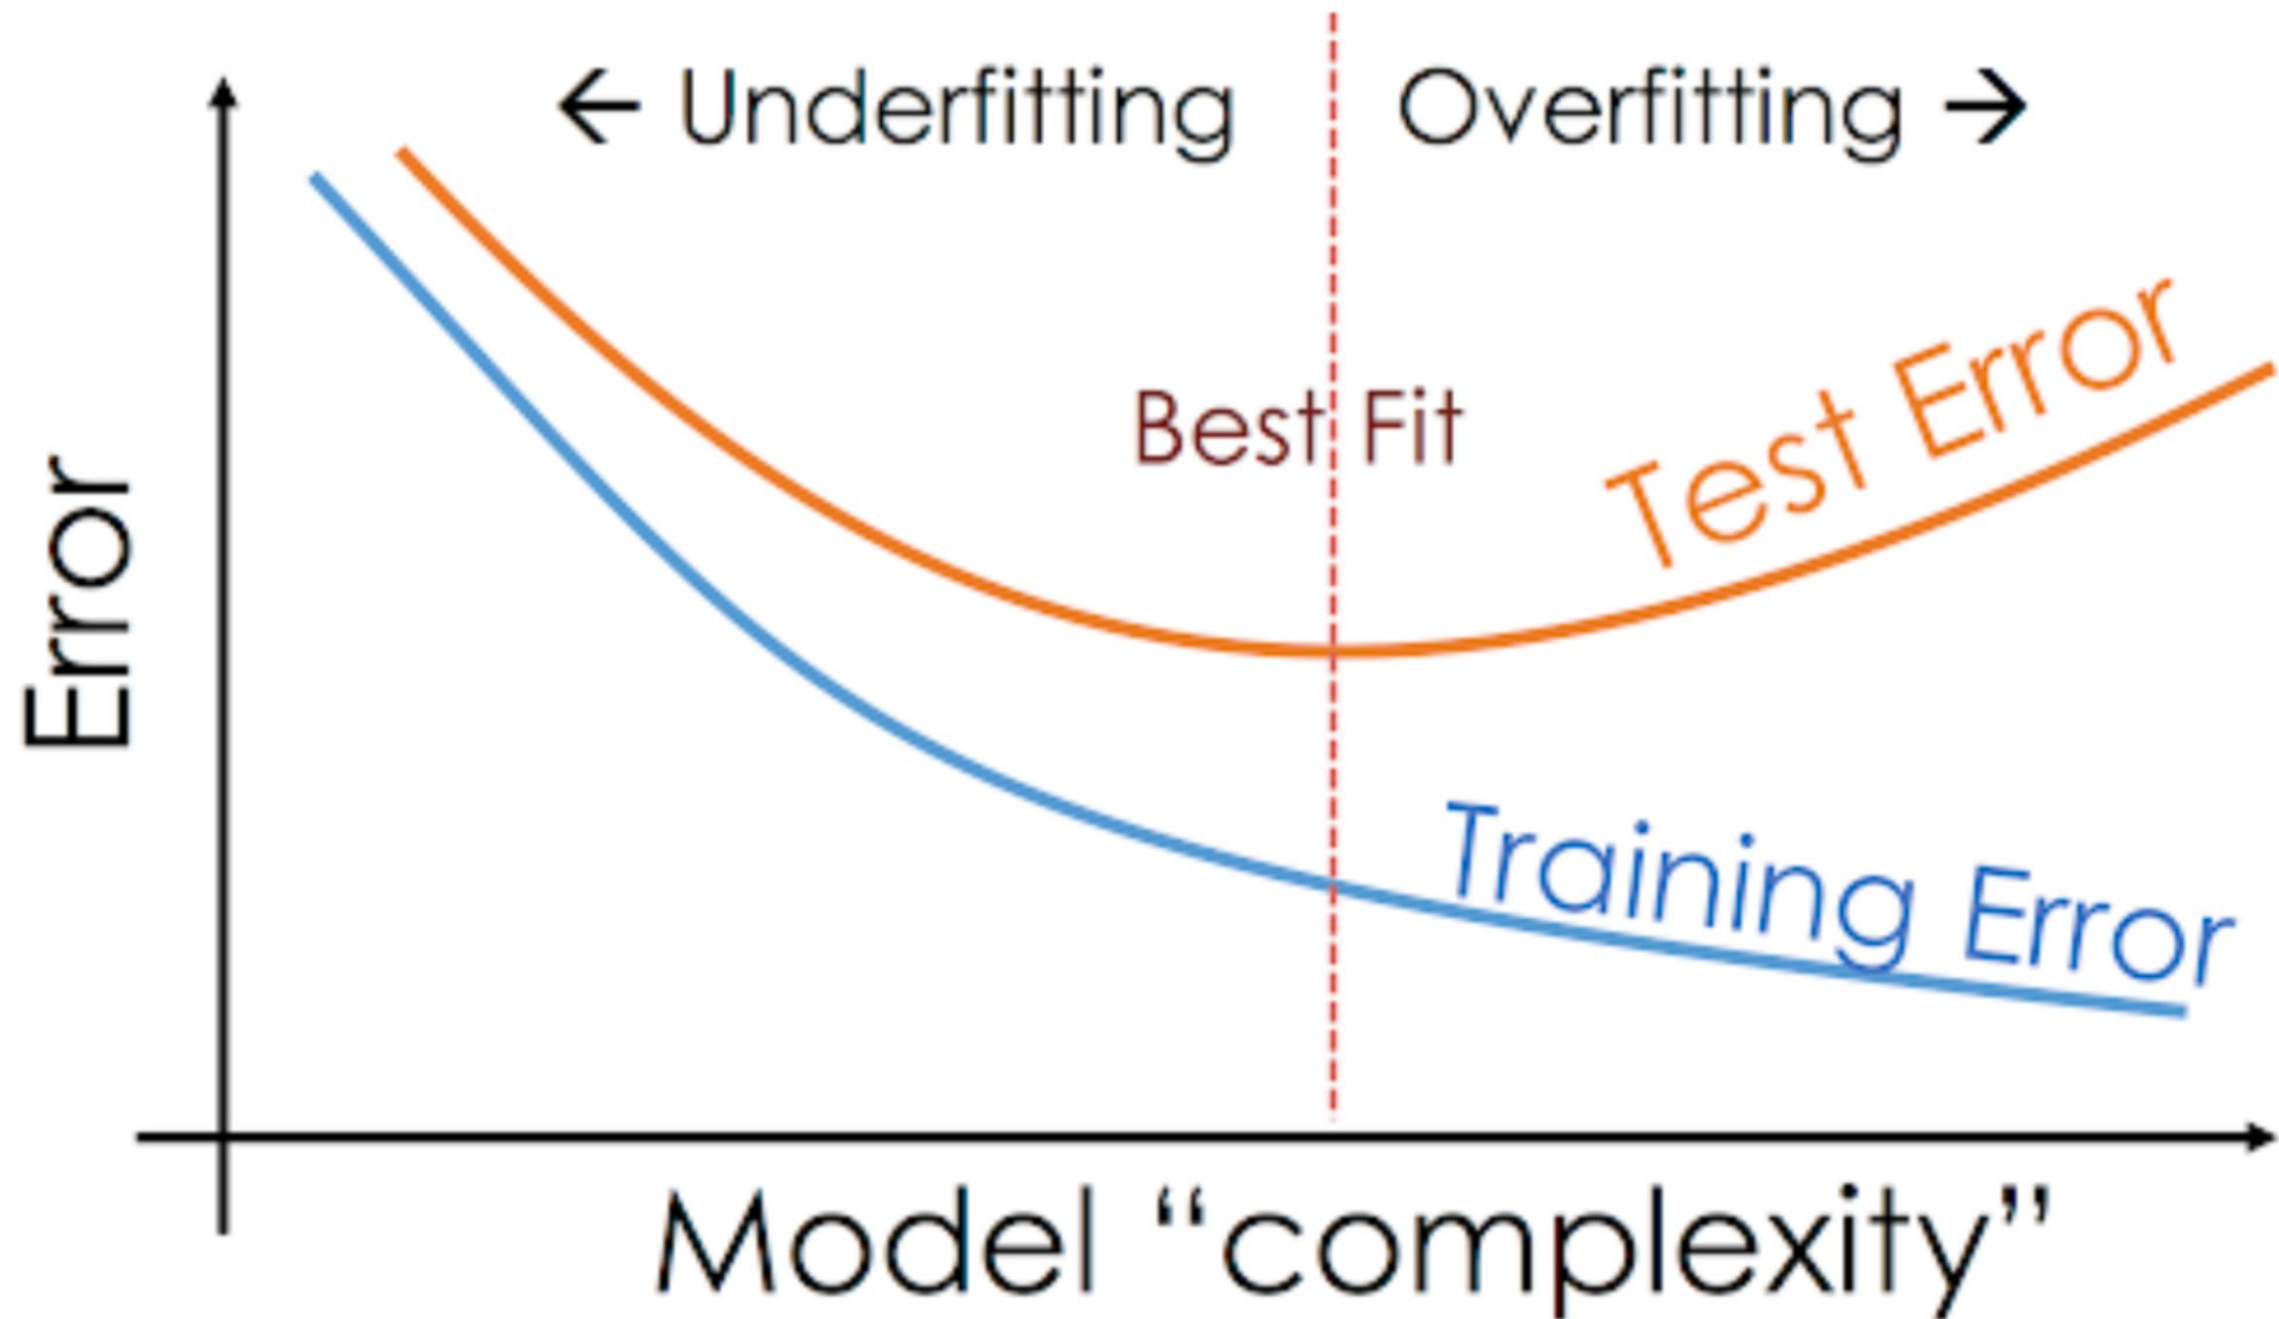 ← Underfitting
Overfitting →
Best Fit
Test Error
Error
Training Error
Model “complexity”